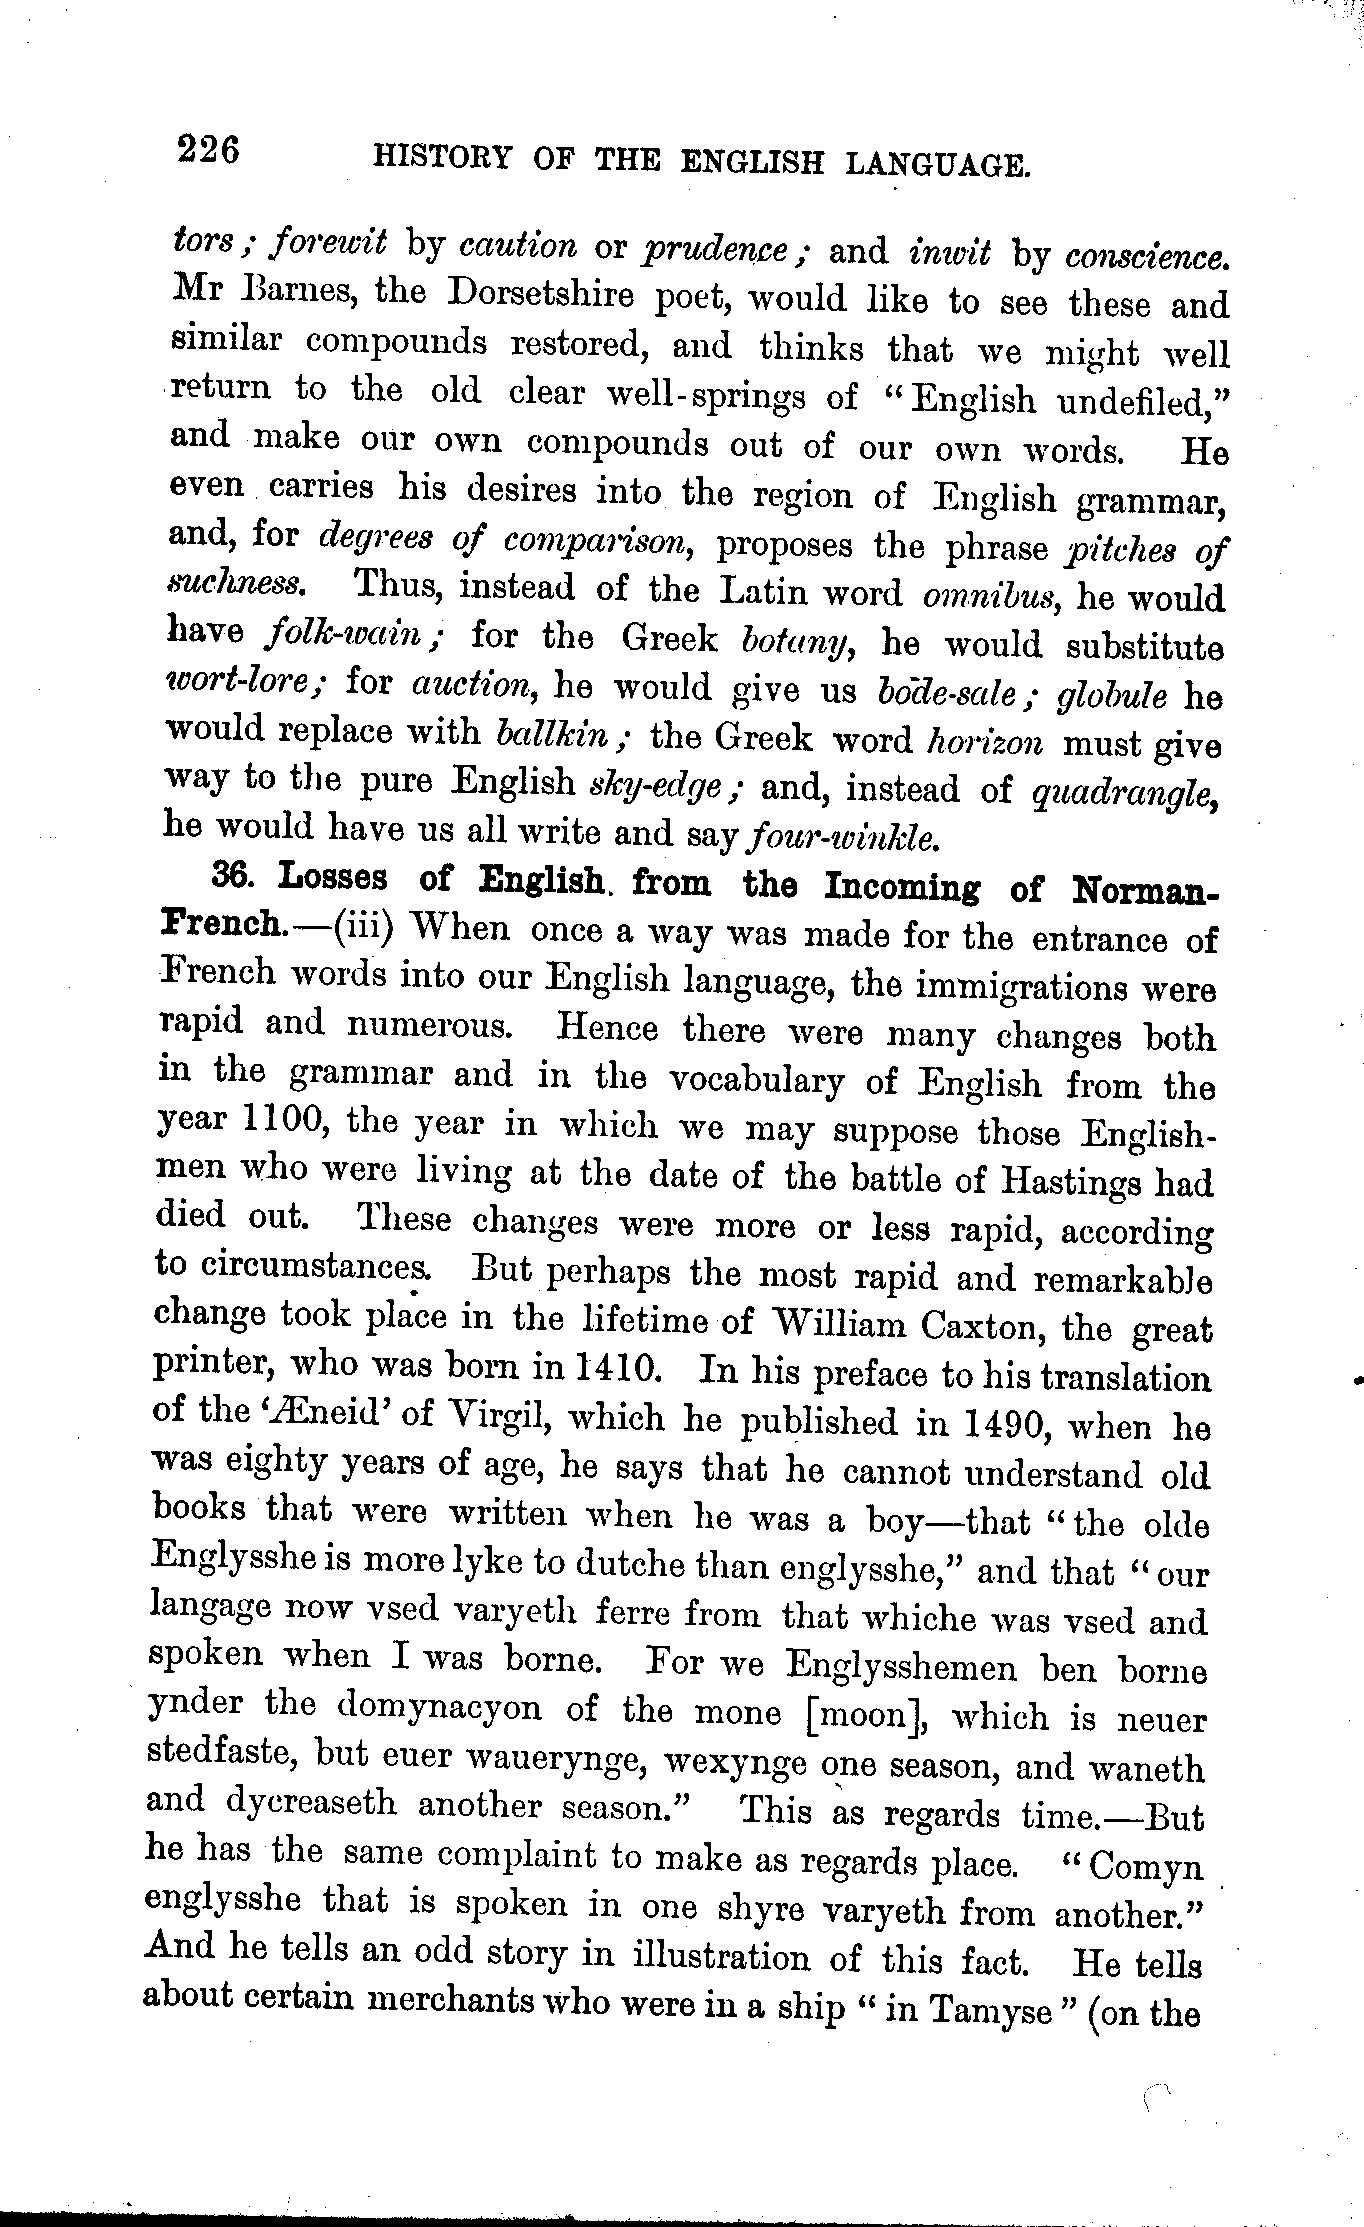 226 HISTORY OF THE ENGLISH LANGUAGE.
tors; forewit by caution or prudence; and inwit by conscience.
Mr Barnes, the Dorsetshire poet, would like to see these and
similar compounds restored, and thinks that we might well
return to the old clear well-springs of “English undefiled,”
and make our own compounds out of our own words. He
even carries his desires into the region of English grammar,
and, for degrees of comparison, proposes the phrase pitches of
suchness. Thus, instead of the Latin word omnibus, he would
have folk-wain; for the Greek botany, he would substitute
wort-lore; for auction, he would give us bode-sale; globule he
would replace with ballkin; the Greek word horizon must give
way to the pure English sky-edge; and, instead of quadrangle,
he would have us all write and say four-winkle.
36. Losses of English from the Incoming of Norman-
French.—(iii) When once a way was made for the entrance of
French words into our English language, the immigrations were
rapid and numerous. Hence there were many changes both
in the grammar and in the vocabulary of English from the
year 1100, the year in which we may suppose those English-
men who were living at the date of the battle of Hastings had
died out. These changes were more or less rapid, according
to circumstances. But perhaps the most rapid and remarkable
change took place in the lifetime of William Caxton, the great
printer, who was born in 1410. In his preface to his translation
of the ‘Æneid’ of Virgil, which he published in 1490, when he
was eighty years of age, he says that he cannot understand old
books that were written when he was a boy—that “the olde
Englysshe is more lyke to dutche than englysshe,” and that “our
langage now vsed varyeth ferre from that whiche was vsed and
spoken when I was borne. For we Englysshemen ben borne
ynder the domynacyon of the mone [moon], which is neuer
stedfaste, but euer wauerynge, wexynge one season, and waneth
and dycreaseth another season.” This as regards time.—But
he has the same complaint to make as regards place. “Comyn
englysshe that is spoken in one shyre varyeth from another.”
And he tells an odd story in illustration of this fact. He tells
about certain merchants who were in a ship “in Tamyse” (on the